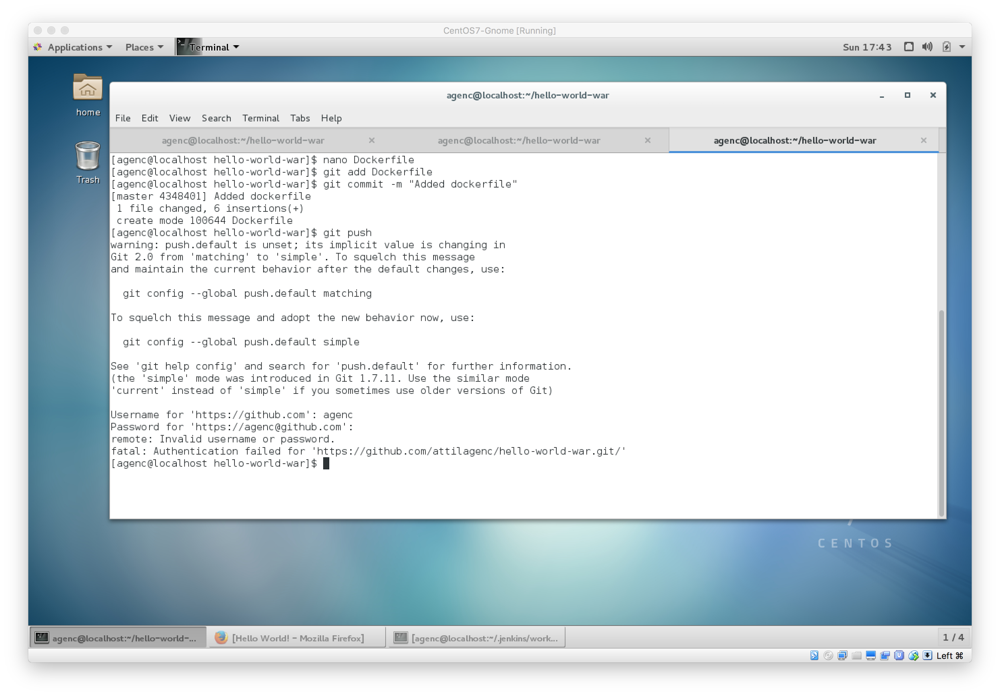 CentOS7-Gnome [Running]
Applications Places Terminal Sun 17:43
home
Trash
agenc@localhost:~/hello-world-war
File Edit View Search Terminal Tabs Help
agenc@localhost:~/hello-world-war agenc@localhost:~/hello-world-war agenc@localhost:~/hello-world-war
[agenc@localhost hello-world-war]$ nano Dockerfile
[agenc@localhost hello-world-war]$ git add Dockerfile
[agenc@localhost hello-world-war]$ git commit -m "Added dockerfile"
[master 4348401] Added dockerfile
 1 file changed, 6 insertions(+)
 create mode 100644 Dockerfile
[agenc@localhost hello-world-war]$ git push
warning: push.default is unset; its implicit value is changing in
Git 2.0 from 'matching' to 'simple'. To squelch this message
and maintain the current behavior after the default changes, use:
  git config --global push.default matching
To squelch this message and adopt the new behavior now, use:
  git config --global push.default simple
See 'git help config' and search for 'push.default' for further information.
(the 'simple' mode was introduced in Git 1.7.11. Use the similar mode
'current' instead of 'simple' if you sometimes use older versions of Git)
Username for 'https://github.com': agenc
Password for 'https://agenc@github.com':
remote: Invalid username or password.
fatal: Authentication failed for 'https://github.com/attilagenc/hello-world-war.git/'
[agenc@localhost hello-world-war]$
CENTOS
agenc@localhost:~/hello-world-... [Hello World! - Mozilla Firefox] [agenc@localhost:~/.jenkins/work... 1 / 4
Left ⌘